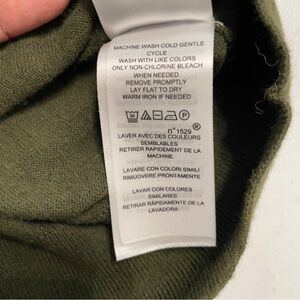 MACHINE WASH COLD GENTLE
CYCLE
WASH WITH LIKE COLORS
ONLY NON-CHLORINE BLEACH
WHEN NEEDED
REMOVE PROMPTLY
LAY FLAT TO DRY
WARM IRON IF NEEDED
30 P
n°1529 ®
LAVER AVEC DES COULEURS
SEMBLABLES
RETIRER RAPIDEMENT DE LA
MACHINE
LAVARE CON COLORI SIMILI
RIMUOVERE PRONTAMENTE
LAVAR CON COLORES
SIMILARES
RETIRAR RÁPIDAMENTE DE LA
LAVADORA